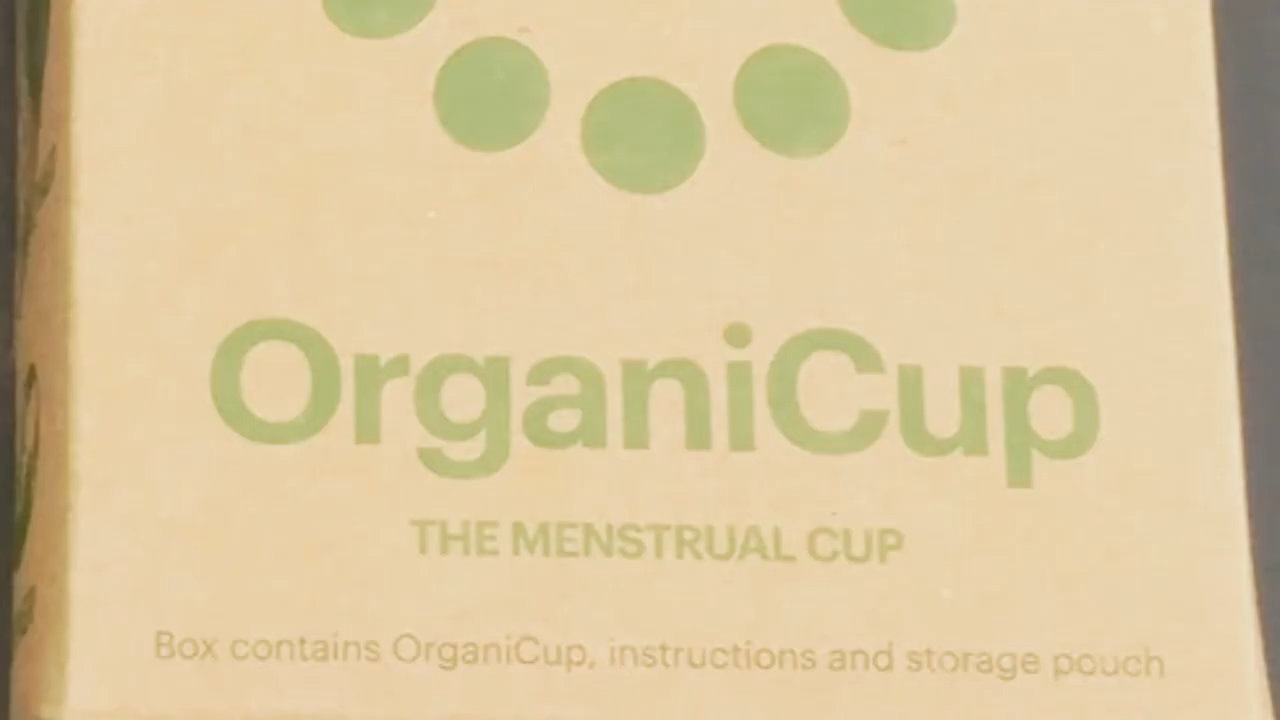 OrganiCup
THE MENSTRUAL CUP
Box contains OrganiCup, instructions and storage pouch